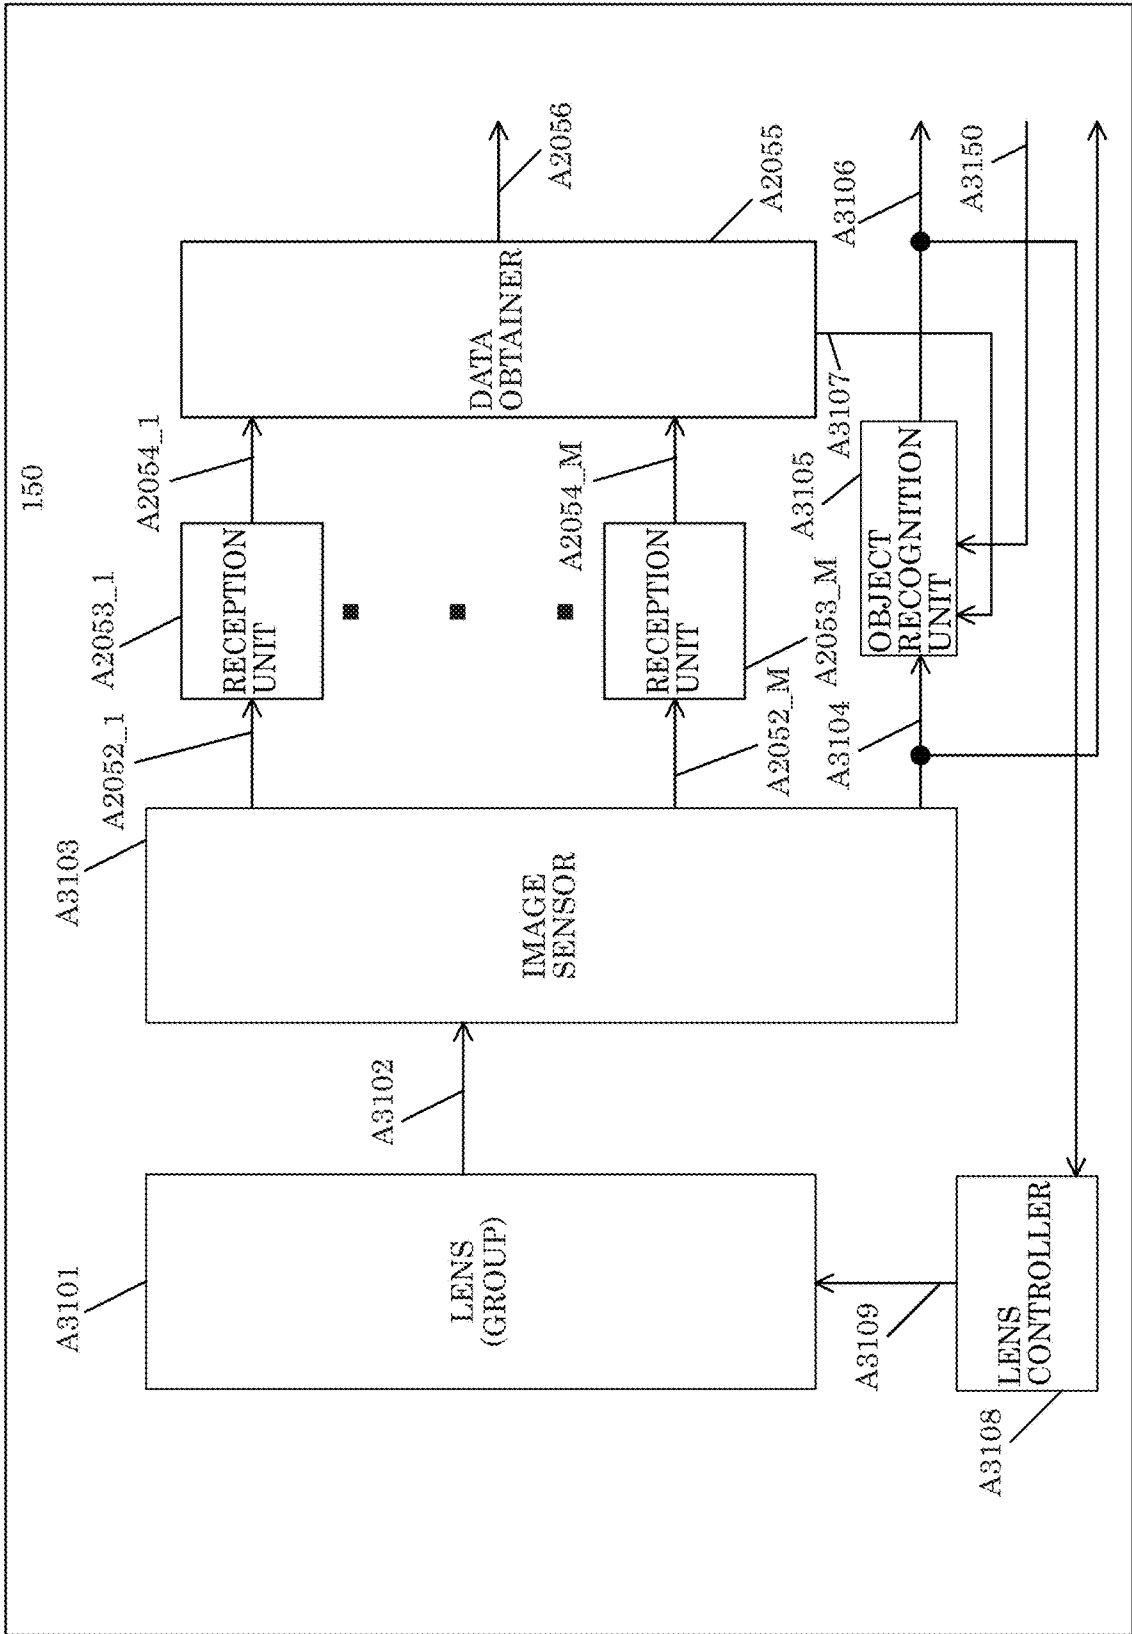 150
A3101
LENS
(GROUP)
A3102
A3103
IMAGE
SENSOR
A2052_1
A2053_1
RECEPTION
UNIT
A2054_1
A2052_M
A2053_M
RECEPTION
UNIT
A2054_M
DATA
OBTAINER
A2056
A2055
A3104
A3105
OBJECT
RECOGNITION
UNIT
A3107
A3106
A3150
A3109
A3108
LENS
CONTROLLER